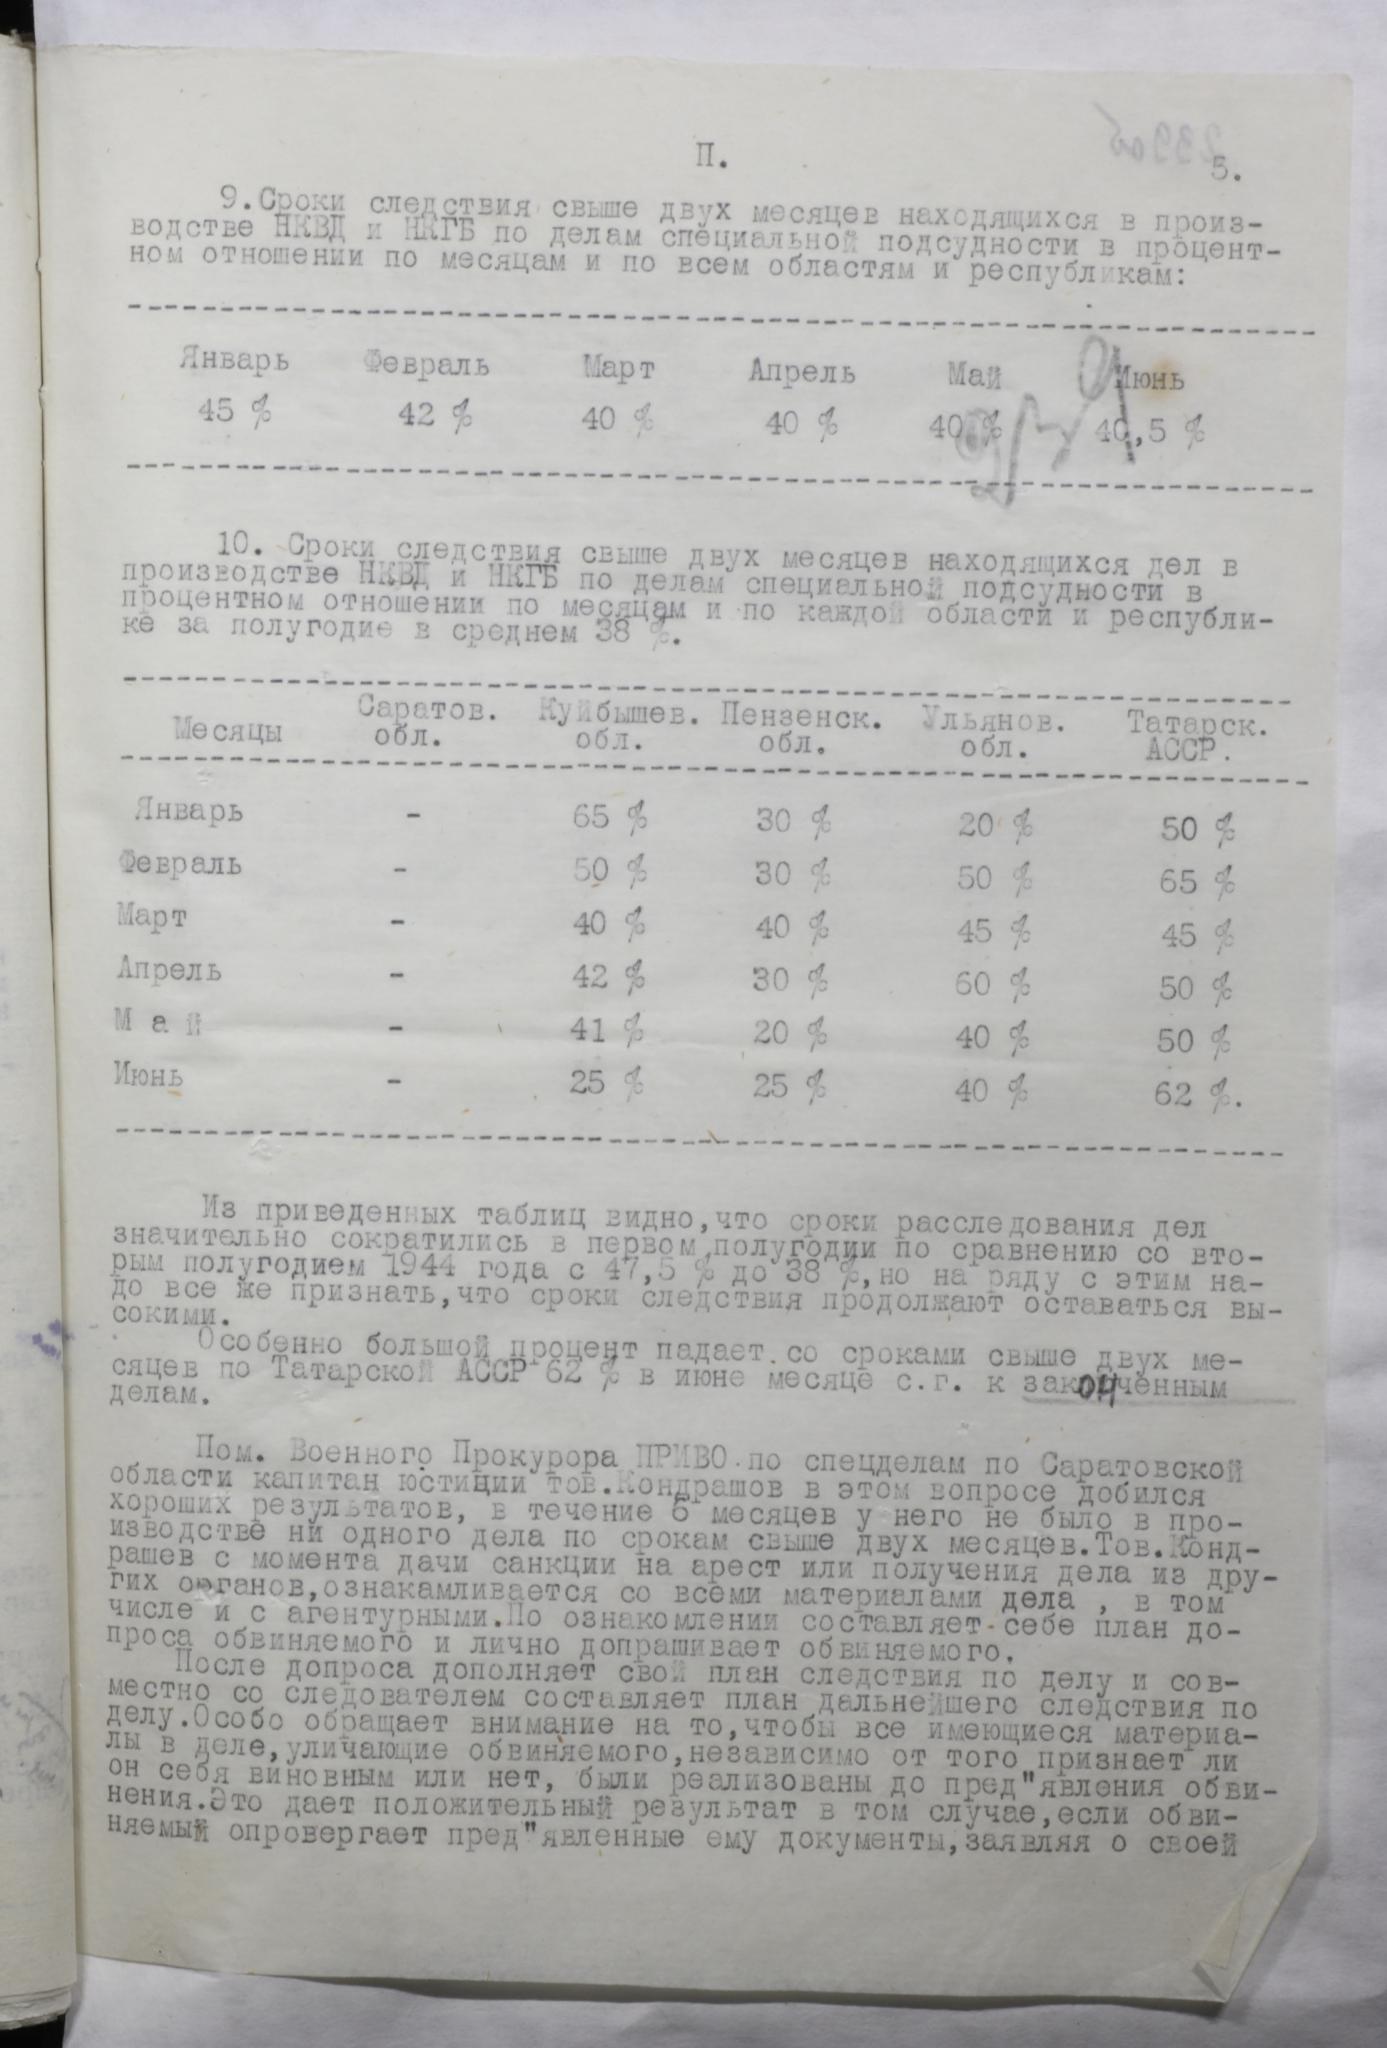 П.
5.
9.Сроки следствия свыше двух месяцев находящихся в произ-
водстве НКВД и НКГБ по делам специальной подсудности в процент-
ном отношении по месяцам и по всем областям и республикам:
Январь Февраль Март Апрель Май Июнь
45 % 42 % 40 % 40 % 40 % 40,5 %
10. Сроки следствия свыше двух месяцев находящихся дел в
производстве НКВД и НКГБ по делам специальной подсудности в
процентном отношении по месяцам и по каждой области и республи-
ке за полугодие в среднем 38 %.
Месяцы Саратов. Куйбышев. Пензенск. Ульянов. Татарск.
обл. обл. обл. обл. АССР.
Январь - 65 % 30 % 20 % 50 %
Февраль - 50 % 30 % 50 % 65 %
Март - 40 % 40 % 45 % 45 %
Апрель - 42 % 30 % 60 % 50 %
М а й - 41 % 20 % 40 % 50 %
Июнь - 25 % 25 % 40 % 62 %.
Из приведенных таблиц видно,что сроки расследования дел
значительно сократились в первом полугодии по сравнению со вто-
рым полугодием 1944 года с 47,5 % до 38 %,но на ряду с этим на-
до все же признать,что сроки следствия продолжают оставаться вы-
сокими.
Особенно большой процент падает со сроками свыше двух ме-
сяцев по Татарской АССР 62 % в июне месяце с.г. к законченным
делам.
Пом. Военного Прокурора ПРИВО по спецделам по Саратовской
области капитан юстиции тов.Кондрашов в этом вопросе добился
хороших результатов, в течение 6 месяцев у него не было в про-
изводстве ни одного дела по срокам свыше двух месяцев.Тов.Конд-
рашев с момента дачи санкции на арест или получения дела из дру-
гих органов,ознакамливается со всеми материалами дела , в том
числе и с агентурными.По ознакомлении составляет себе план до-
проса обвиняемого и лично допрашивает обвиняемого.
После допроса дополняет свой план следствия по делу и сов-
местно со следователем составляет план дальнейшего следствия по
делу.Особо обращает внимание на то,чтобы все имеющиеся материа-
лы в деле,уличающие обвиняемого,независимо от того признает ли
он себя виновным или нет, были реализованы до пред"явления обви-
нения.Это дает положительный результат в том случае,если обви-
няемый опровергает пред"явленные ему документы,заявляя о своей